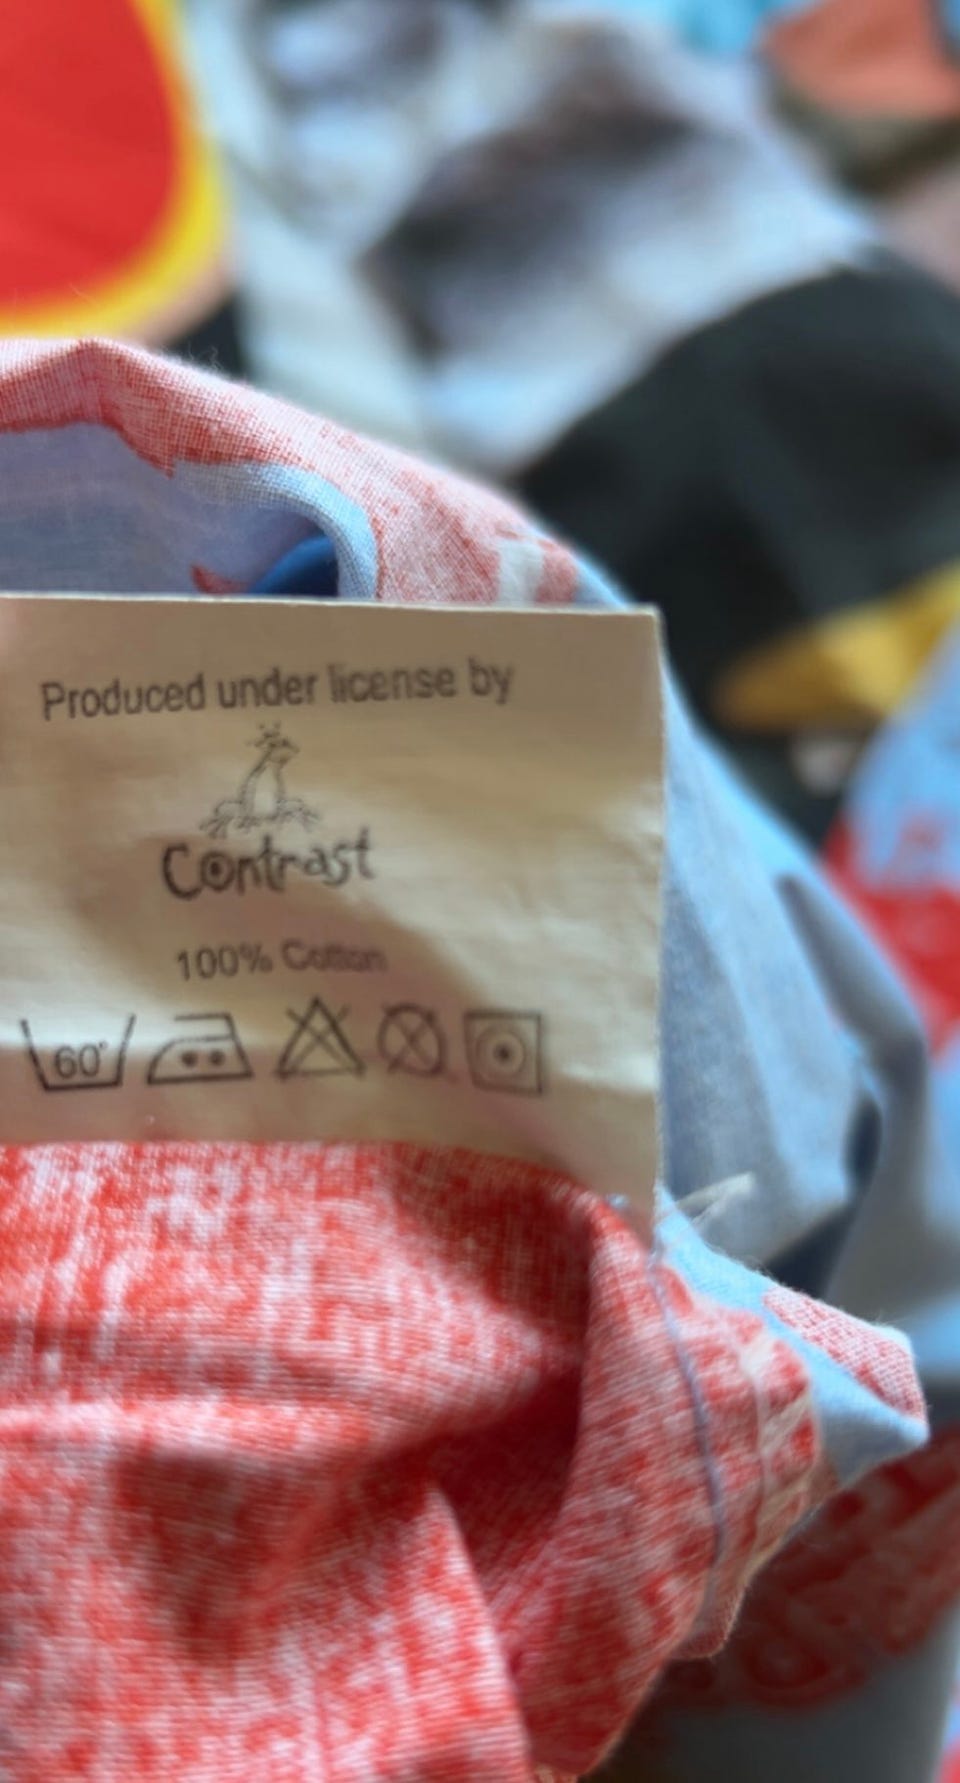 Produced under license by
Contrast
100% Cotton
60°